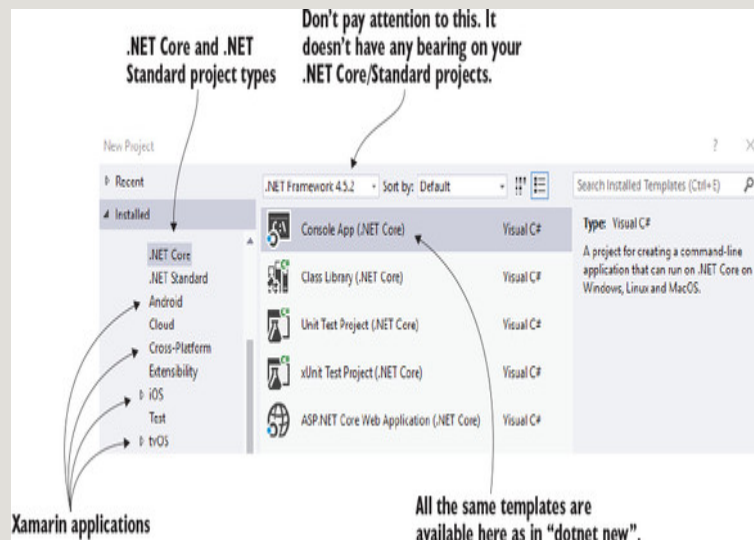 .NET Core and .NET
Standard project types
Don't pay attention to this. It
doesn't have any bearing on your
.NET Core/Standard projects.
New Project
? X
Recent
.NET Framework 4.5.2 Sort by: Default
Search Installed Templates (Ctrl+E)
Installed
.NET Core
.NET Standard
Android
Cloud
Cross-Platform
Extensibility
iOS
Test
tvOS
Console App (.NET Core) Visual C#
Class Library (.NET Core) Visual C#
Unit Test Project (.NET Core) Visual C#
xUnit Test Project (.NET Core) Visual C#
ASP.NET Core Web Application (.NET Core) Visual C#
Type: Visual C#
A project for creating a command-line
application that can run on .NET Core on
Windows, Linux and MacOS.
Xamarin applications
All the same templates are
available here as in "dotnet new".